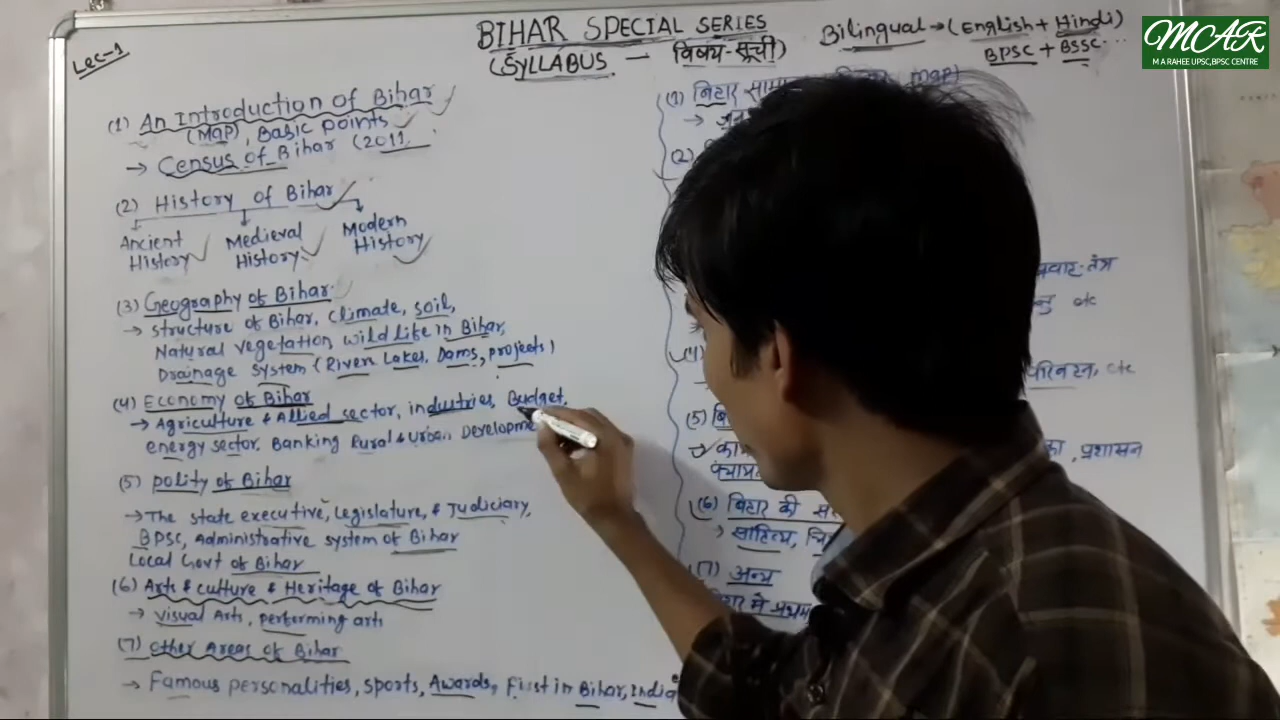 Lec-1
BIHAR SPECIAL SERIES
(SYLLABUS — विषय-सूची)
Bilingual → (English + Hindi)
BPSC + BSSC...
MCAR
M A RAHEE UPSC,BPSC CENTRE
(1) An Introduction of Bihar
(Map), Basic points
→ Census of Bihar (2011
(2) History of Bihar
Ancient History
Medieval History
Modern History
(3) Geography of Bihar
→ structure of Bihar, climate, soil,
Natural vegetation wild life in Bihar,
Drainage system (River, Lakes, Dams, projects)
(4) Economy of Bihar
→ Agriculture & Allied sector, industries, Budget,
energy sector, Banking Rural & Urban Developme
(5) polity of Bihar
→ The state executive, Legislature, & Judiciary,
BPSC, Administrative system of Bihar
Local Govt of Bihar
(6) Arts & culture & Heritage of Bihar
→ visual Arts, performing arts
(7) other Areas of Bihar
→ Famous personalities, sports, Awards, First in Bihar, India
(1) बिहार map)
(2)
etc
etc
(5)
प्रशासन
(6) बिहार की
साहित्य,
(7) अन्य
में प्रथम